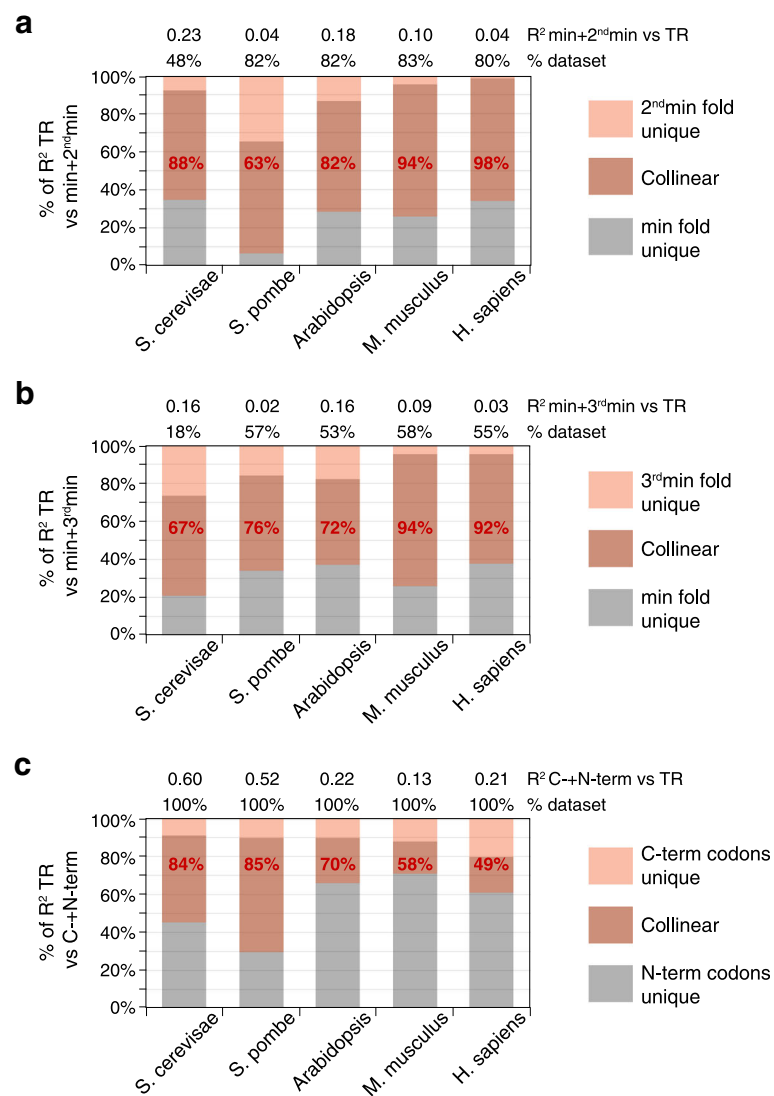 a
0.23 0.04 0.18 0.10 0.04 R² min+2ⁿᵈmin vs TR
48% 82% 82% 83% 80% % dataset
100%
80%
60%
40%
20%
0%
% of R² TR
vs min+2ⁿᵈmin
88% 63% 82% 94% 98%
S. cerevisae
S. pombe
Arabidopsis
M. musculus
H. sapiens
2ⁿᵈmin fold
unique
Collinear
min fold
unique
b
0.16 0.02 0.16 0.09 0.03 R² min+3ʳᵈmin vs TR
18% 57% 53% 58% 55% % dataset
100%
80%
60%
40%
20%
0%
% of R² TR
vs min+3ʳᵈmin
67% 76% 72% 94% 92%
S. cerevisae
S. pombe
Arabidopsis
M. musculus
H. sapiens
3ʳᵈmin fold
unique
Collinear
min fold
unique
c
0.60 0.52 0.22 0.13 0.21 R² C-+N-term vs TR
100% 100% 100% 100% 100% % dataset
100%
80%
60%
40%
20%
0%
% of R² TR
vs C-+N-term
84% 85% 70% 58% 49%
S. cerevisae
S. pombe
Arabidopsis
M. musculus
H. sapiens
C-term codons
unique
Collinear
N-term codons
unique